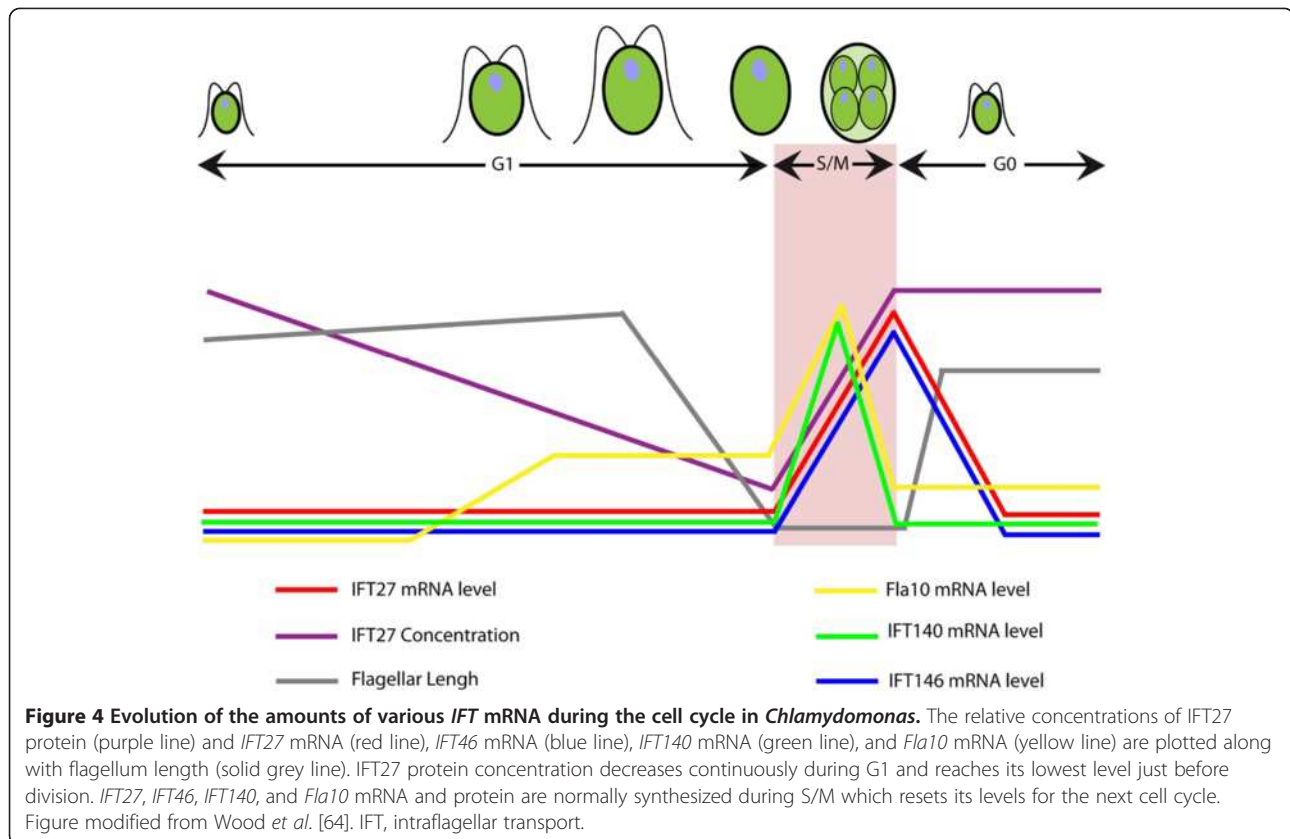 G1
S/M
G0
IFT27 mRNA level
Fla10 mRNA level
IFT27 Concentration
IFT140 mRNA level
Flagellar Lengh
IFT146 mRNA level
Figure 4 Evolution of the amounts of various IFT mRNA during the cell cycle in Chlamydomonas. The relative concentrations of IFT27
protein (purple line) and IFT27 mRNA (red line), IFT46 mRNA (blue line), IFT140 mRNA (green line), and Fla10 mRNA (yellow line) are plotted along
with flagellum length (solid grey line). IFT27 protein concentration decreases continuously during G1 and reaches its lowest level just before
division. IFT27, IFT46, IFT140, and Fla10 mRNA and protein are normally synthesized during S/M which resets its levels for the next cell cycle.
Figure modified from Wood et al. [64]. IFT, intraflagellar transport.